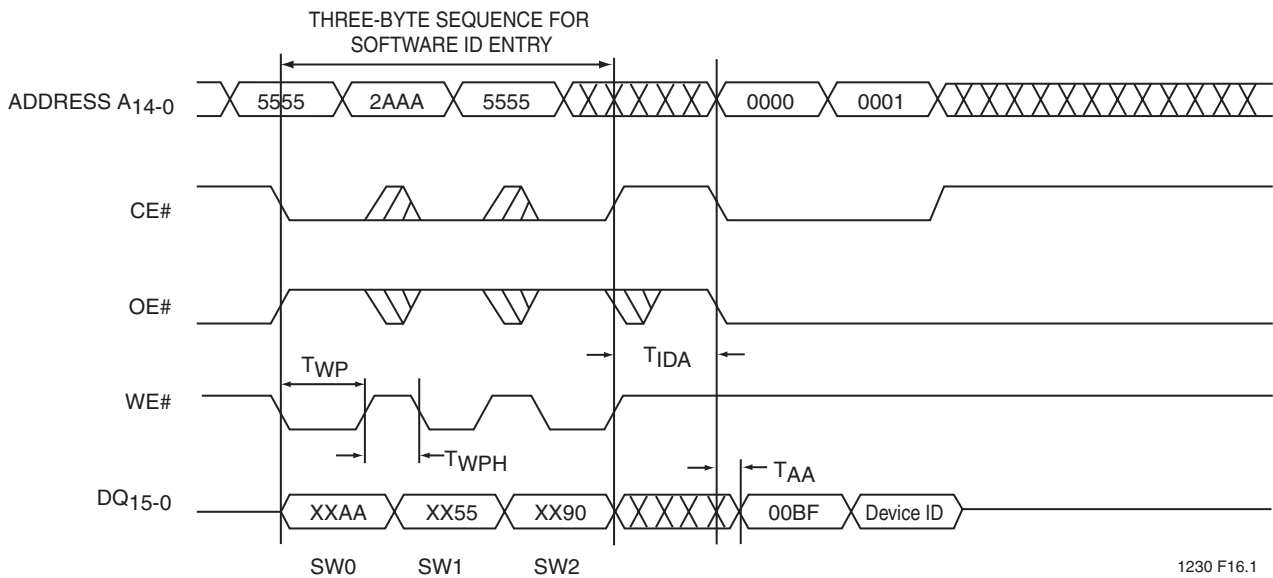 THREE-BYTE SEQUENCE FOR
SOFTWARE ID ENTRY
ADDRESS A14-0
5555
2AAA
5555
0000
0001
CE#
OE#
TIDA
TWP
WE#
TWPH
TAA
DQ15-0
XXAA
XX55
XX90
00BF
Device ID
SW0
SW1
SW2
1230 F16.1